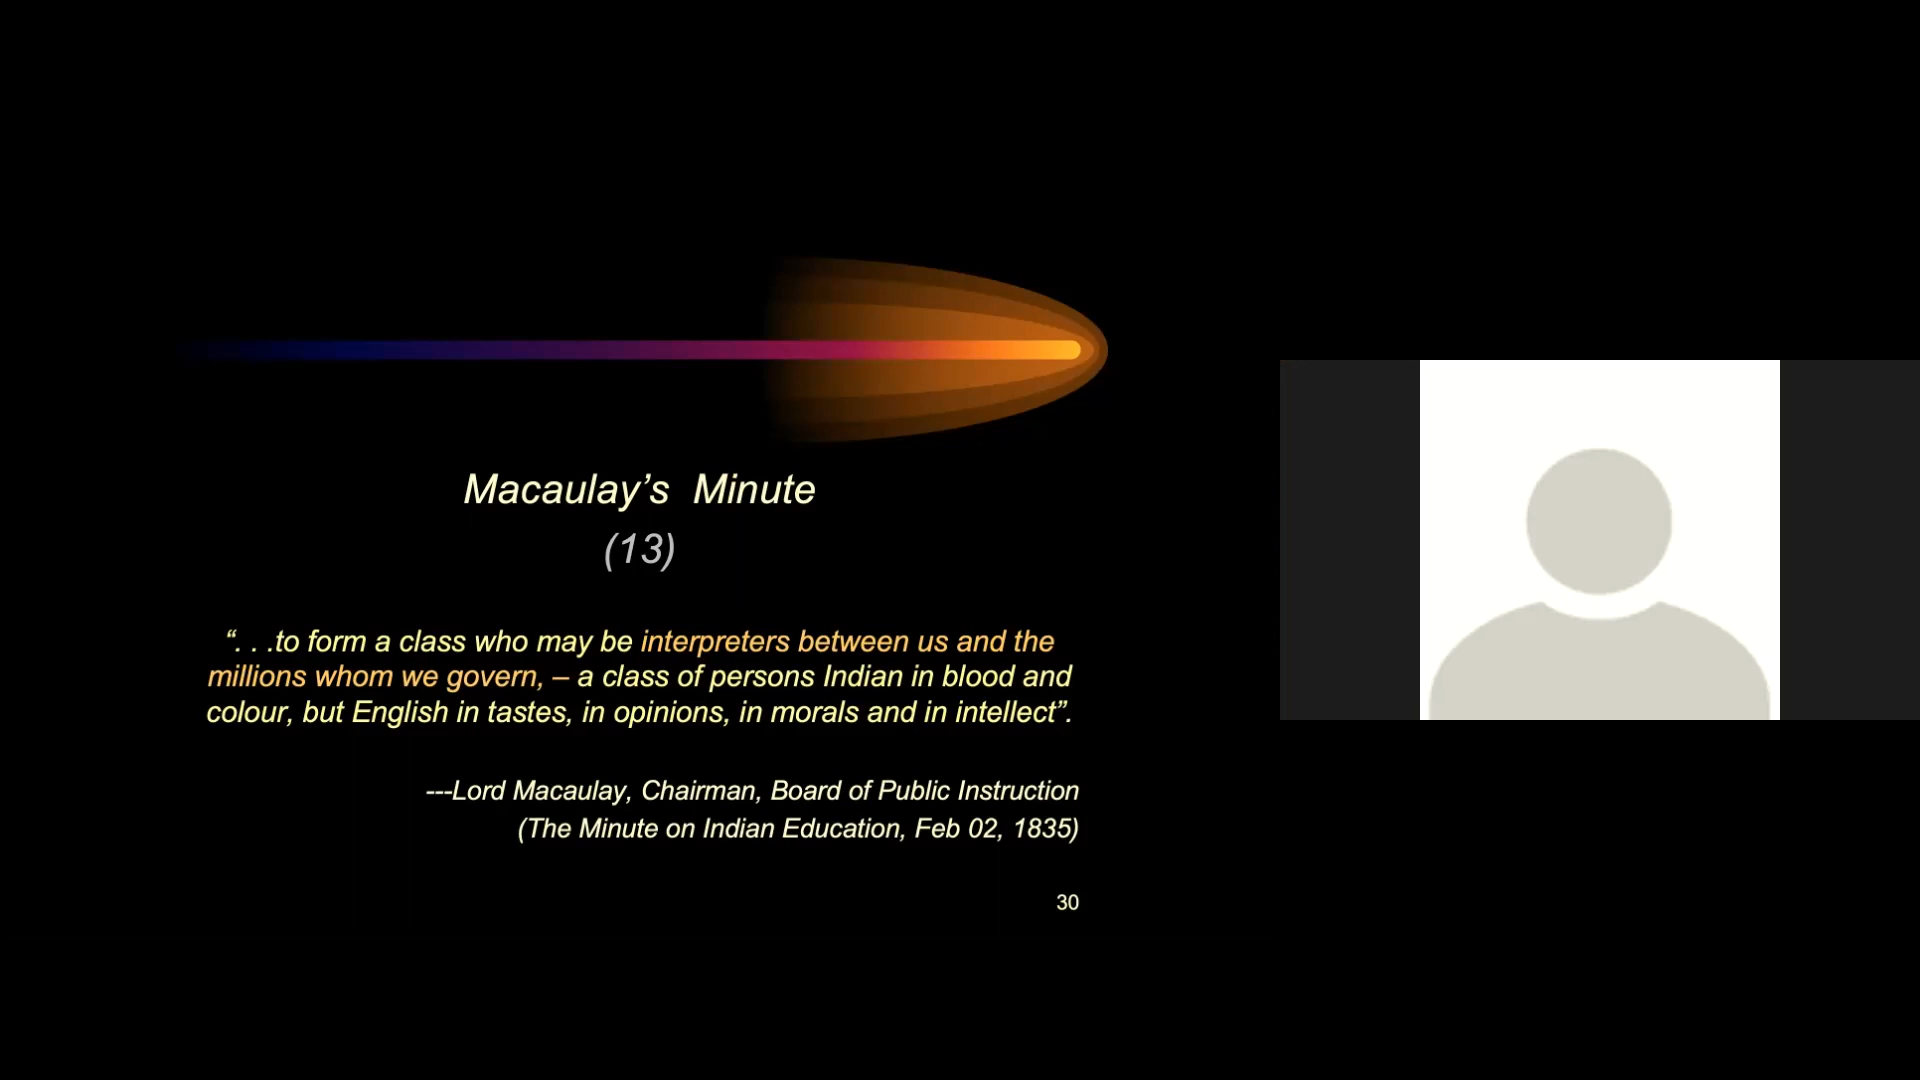 Macaulay’s Minute
(13)
“. . .to form a class who may be interpreters between us and the
millions whom we govern, – a class of persons Indian in blood and
colour, but English in tastes, in opinions, in morals and in intellect”.
---Lord Macaulay, Chairman, Board of Public Instruction
(The Minute on Indian Education, Feb 02, 1835)
30